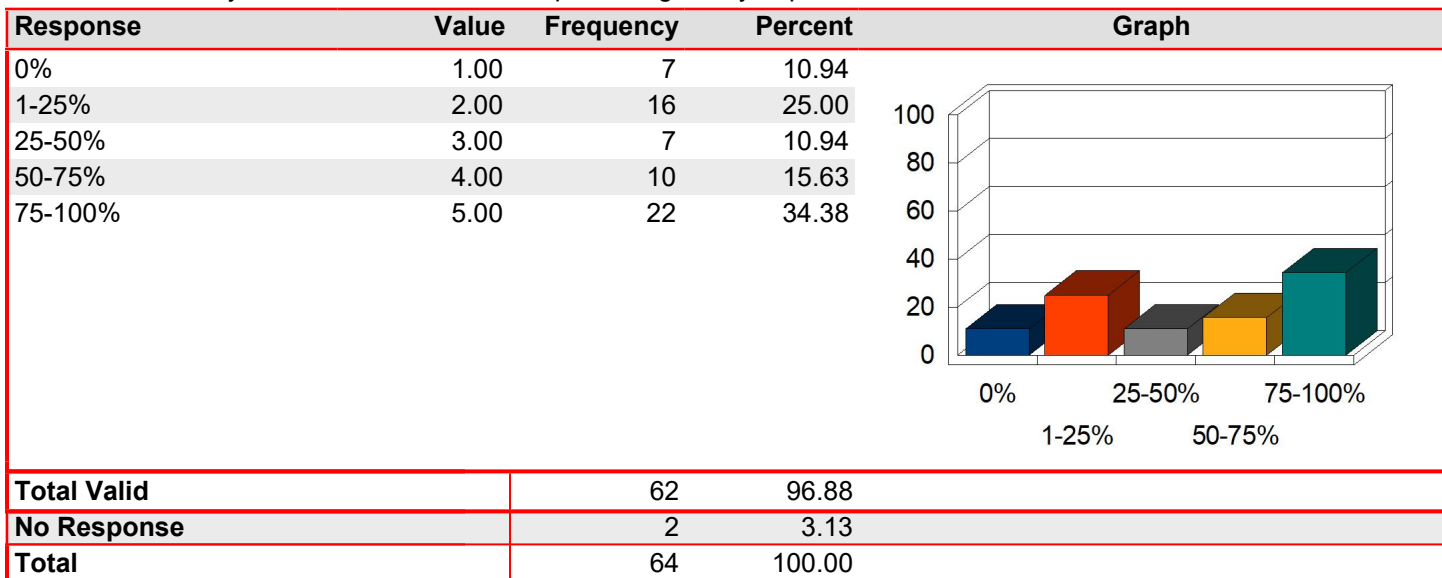 Response Value Frequency Percent Graph
0% 1.00 7 10.94
1-25% 2.00 16 25.00
25-50% 3.00 7 10.94
50-75% 4.00 10 15.63
75-100% 5.00 22 34.38
100
80
60
40
20
0
0% 25-50% 75-100%
1-25% 50-75%
Total Valid 62 96.88
No Response 2 3.13
Total 64 100.00